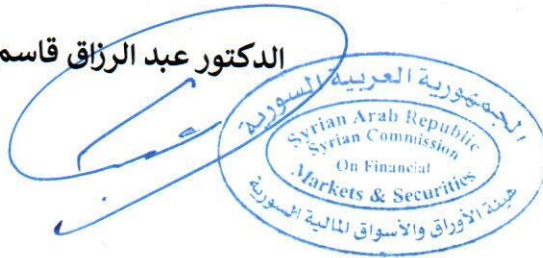 الدكتور عبد الرزاق قاسم
الجمهورية العربية السورية
Syrian Arab Republic
Syrian Commission
On Financial
Markets & Securities
هيئة الأوراق والأسواق المالية السورية